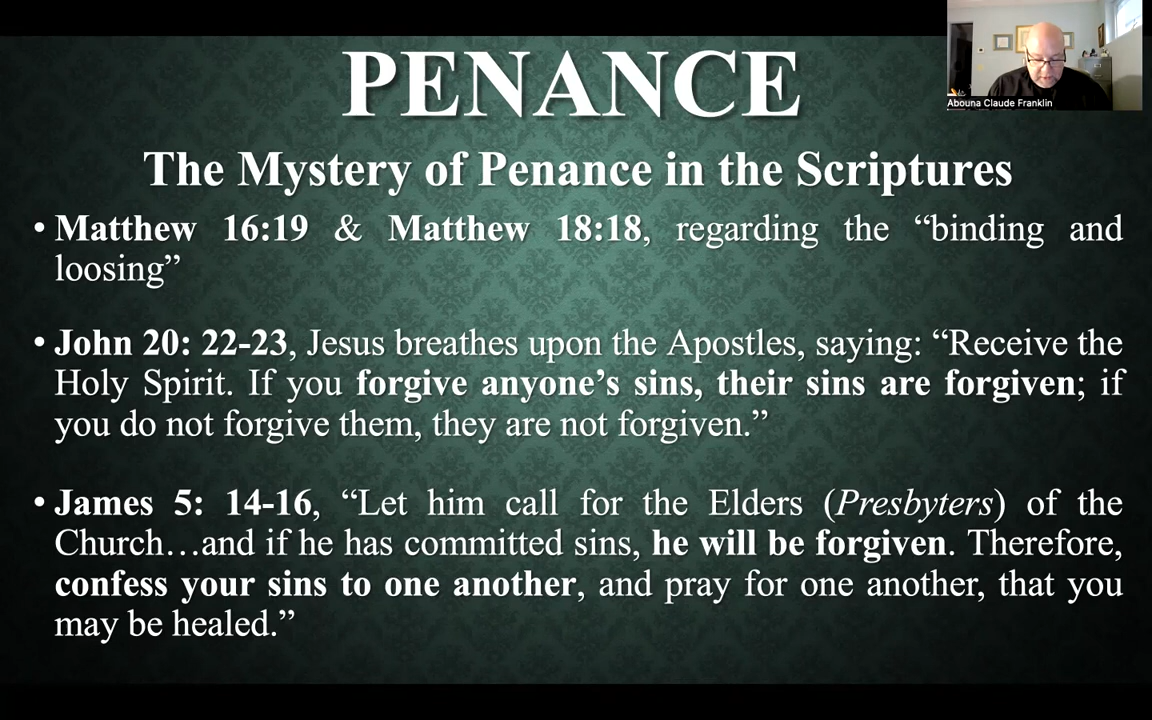 PENANCE
Abouna Claude Franklin
The Mystery of Penance in the Scriptures
• Matthew 16:19 & Matthew 18:18, regarding the “binding and
loosing”
• John 20: 22-23, Jesus breathes upon the Apostles, saying: “Receive the
Holy Spirit. If you forgive anyone’s sins, their sins are forgiven; if
you do not forgive them, they are not forgiven.”
• James 5: 14-16, “Let him call for the Elders (Presbyters) of the
Church…and if he has committed sins, he will be forgiven. Therefore,
confess your sins to one another, and pray for one another, that you
may be healed.”